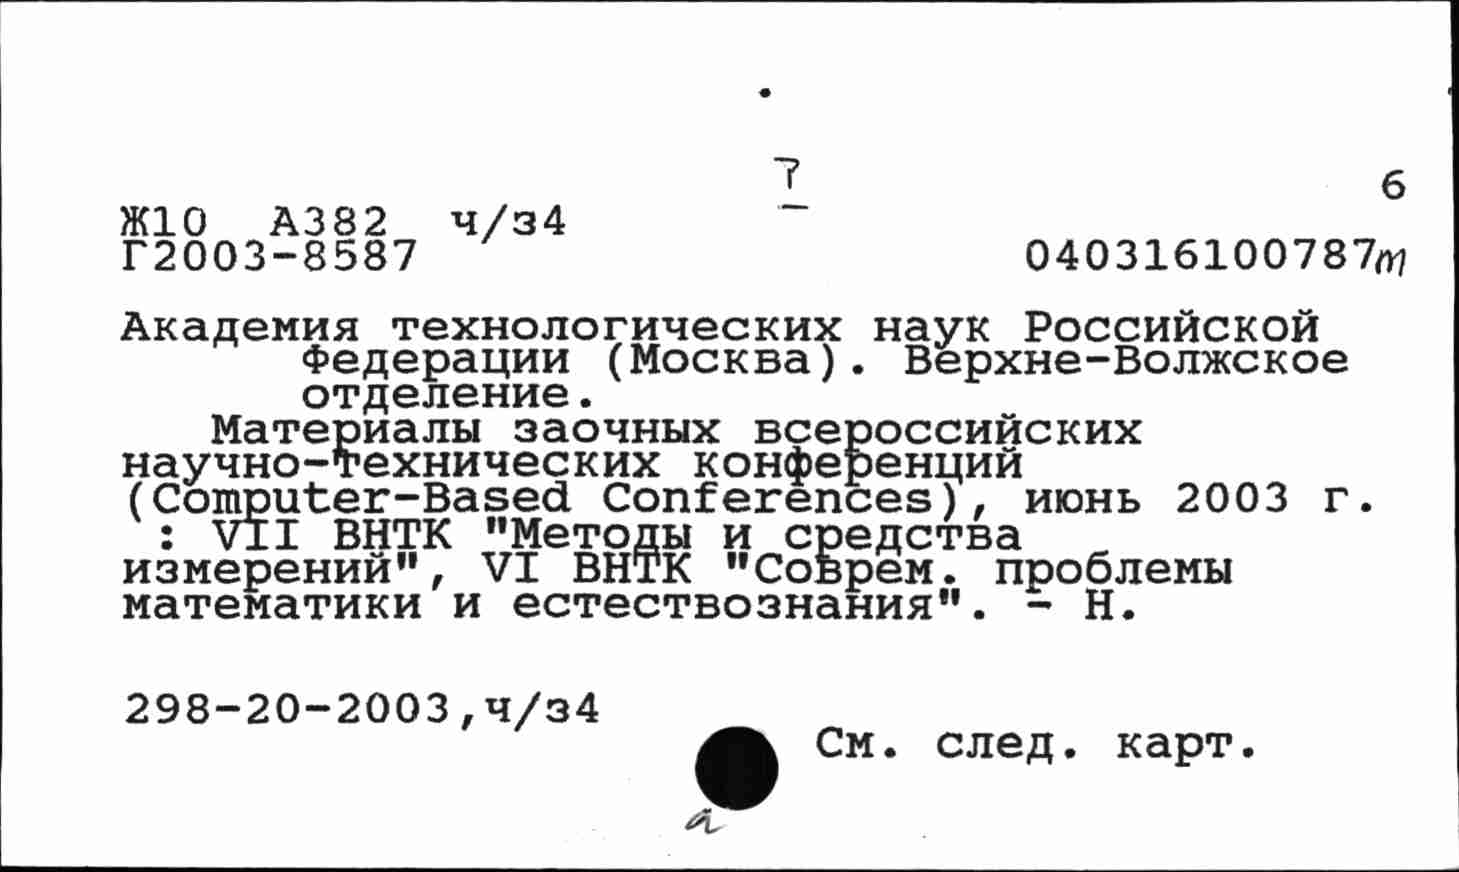 6
Ж10 А382 ч/з4
Г2003-8587 040316100787m
Академия технологических наук Российской
Федерации (Москва). Верхне-Волжское
отделение.
Материалы заочных всероссийских
научно-технических конференций
(Computer-Based Conferences), июнь 2003 г.
: VII ВНТК "Методы и средства
измерений", VI ВНТК "Соврем. проблемы
математики и естествознания". - Н.
298-20-2003,ч/з4
См. след. карт.
а